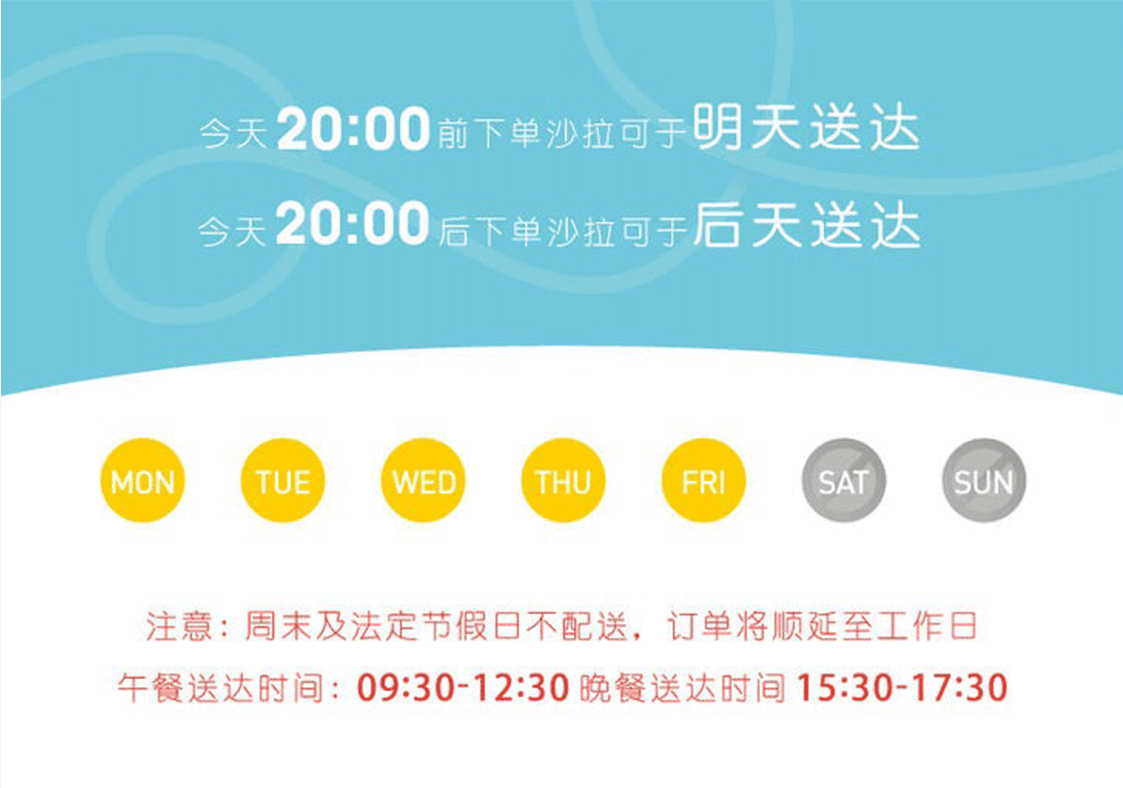 今天20:00前下单沙拉可于明天送达
今天20:00后下单沙拉可于后天送达
MON TUE WED THU FRI SAT SUN
注意：周末及法定节假日不配送，订单将顺延至工作日
午餐送达时间：09:30-12:30 晚餐送达时间 15:30-17:30